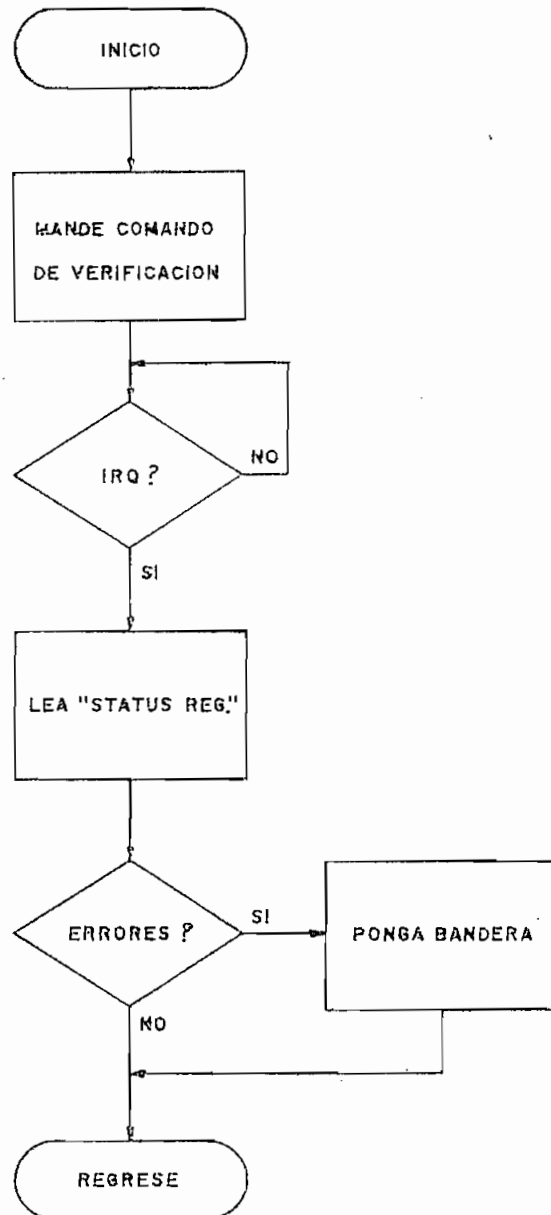 INICIO
MANDE COMANDO
DE VERIFICACION
NO
IRQ ?
SI
LEA "STATUS REG."
ERRORES ?
SI
PONGA BANDERA
NO
REGRESE